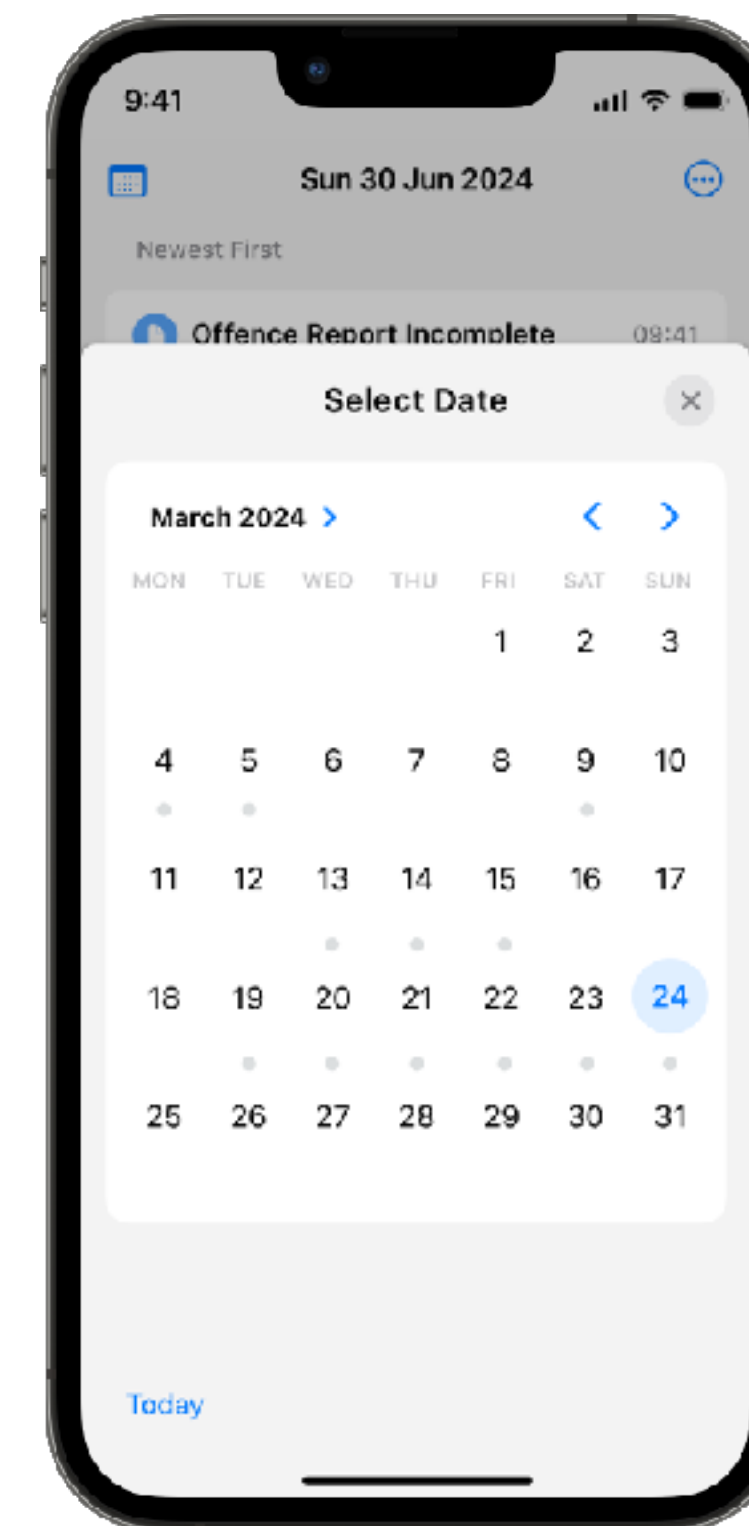 9:41
Sun 30 Jun 2024
Newest First
Offence Report Incomplete 09:41
Select Date
March 2024
MON TUE WED THU FRI SAT SUN
1 2 3
4 5 6 7 8 9 10
11 12 13 14 15 16 17
18 19 20 21 22 23 24
25 26 27 28 29 30 31
Today